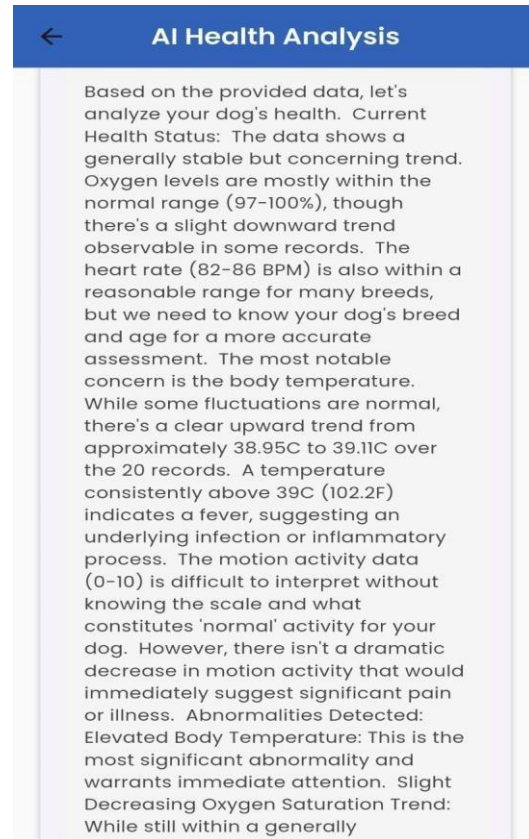 AI Health Analysis
Based on the provided data, let's
analyze your dog's health. Current
Health Status: The data shows a
generally stable but concerning trend.
Oxygen levels are mostly within the
normal range (97-100%), though
there's a slight downward trend
observable in some records. The
heart rate (82-86 BPM) is also within a
reasonable range for many breeds,
but we need to know your dog's breed
and age for a more accurate
assessment. The most notable
concern is the body temperature.
While some fluctuations are normal,
there's a clear upward trend from
approximately 38.95C to 39.11C over
the 20 records. A temperature
consistently above 39C (102.2F)
indicates a fever, suggesting an
underlying infection or inflammatory
process. The motion activity data
(0-10) is difficult to interpret without
knowing the scale and what
constitutes 'normal' activity for your
dog. However, there isn't a dramatic
decrease in motion activity that would
immediately suggest significant pain
or illness. Abnormalities Detected:
Elevated Body Temperature: This is the
most significant abnormality and
warrants immediate attention. Slight
Decreasing Oxygen Saturation Trend:
While still within a generally